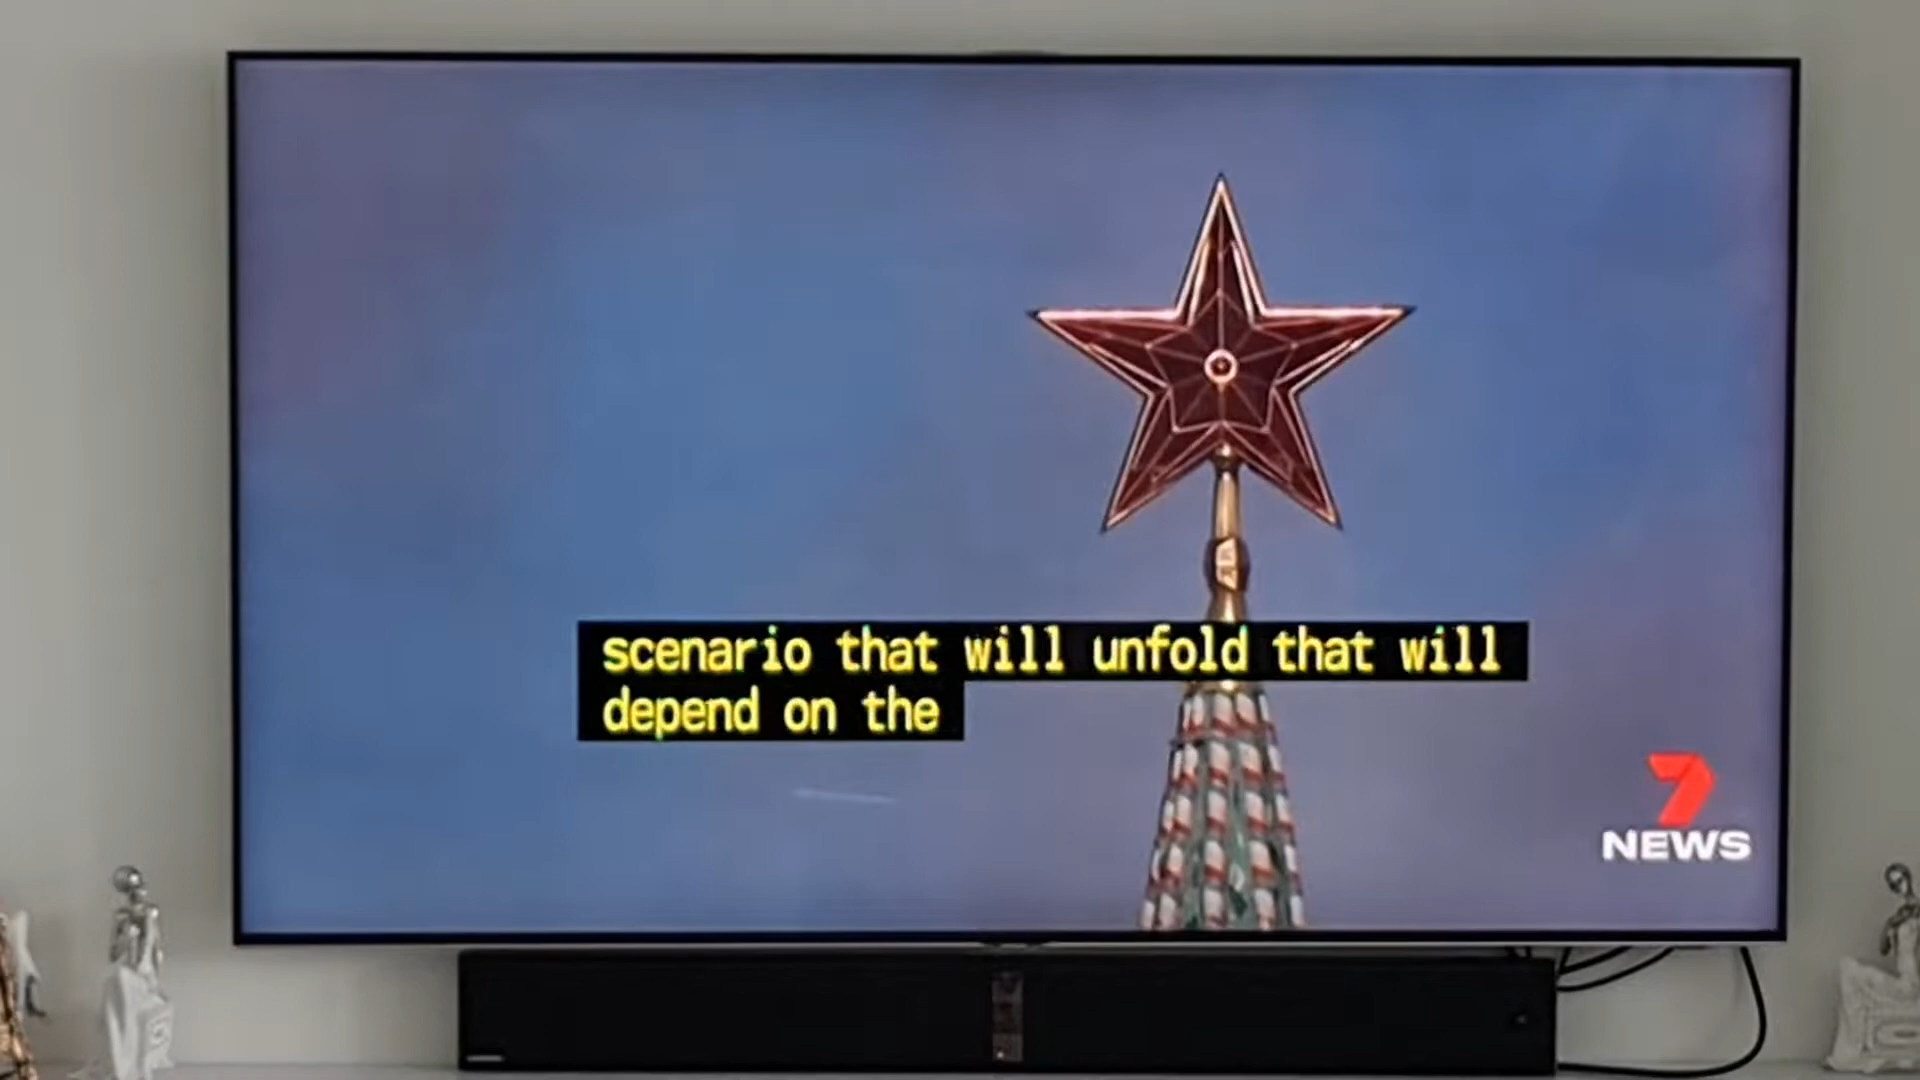 scenario that will unfold that will
depend on the
7
NEWS